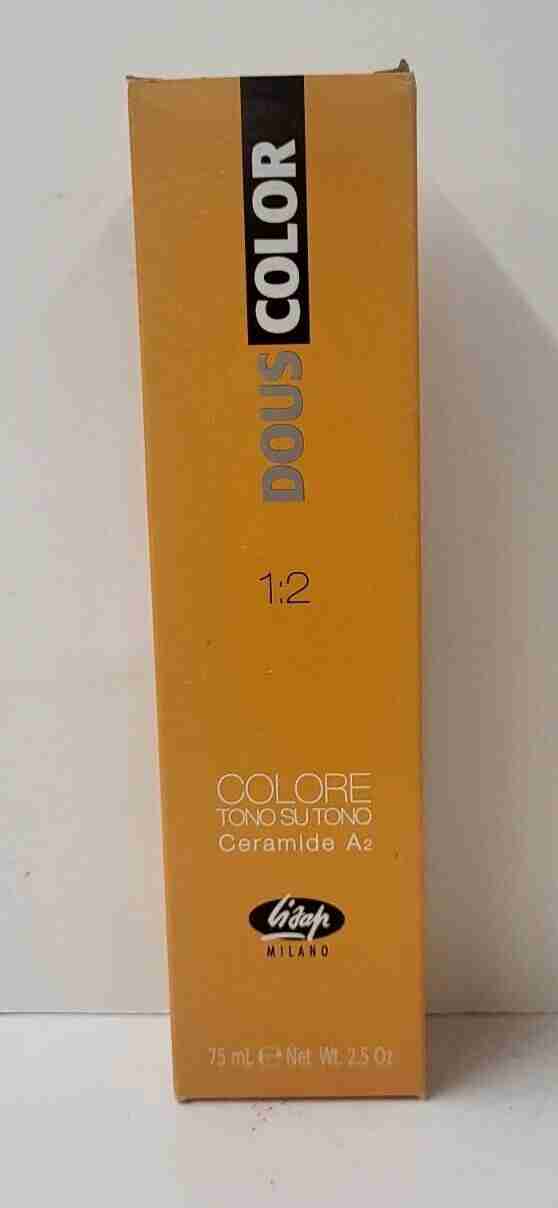 DOUS COLOR
1:2
COLORE
TONO SU TONO
Ceramide A2
lisap
MILANO
75 mL ℮ Net Wt. 2.5 Oz